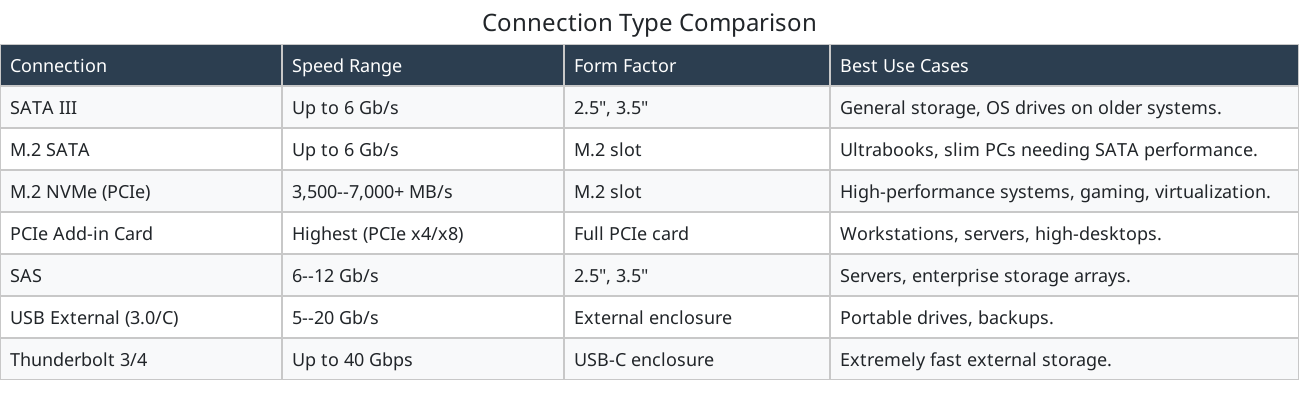 Connection Type Comparison
Connection Speed Range Form Factor Best Use Cases
SATA III Up to 6 Gb/s 2.5", 3.5" General storage, OS drives on older systems.
M.2 SATA Up to 6 Gb/s M.2 slot Ultrabooks, slim PCs needing SATA performance.
M.2 NVMe (PCIe) 3,500--7,000+ MB/s M.2 slot High-performance systems, gaming, virtualization.
PCIe Add-in Card Highest (PCIe x4/x8) Full PCIe card Workstations, servers, high-desktops.
SAS 6--12 Gb/s 2.5", 3.5" Servers, enterprise storage arrays.
USB External (3.0/C) 5--20 Gb/s External enclosure Portable drives, backups.
Thunderbolt 3/4 Up to 40 Gbps USB-C enclosure Extremely fast external storage.